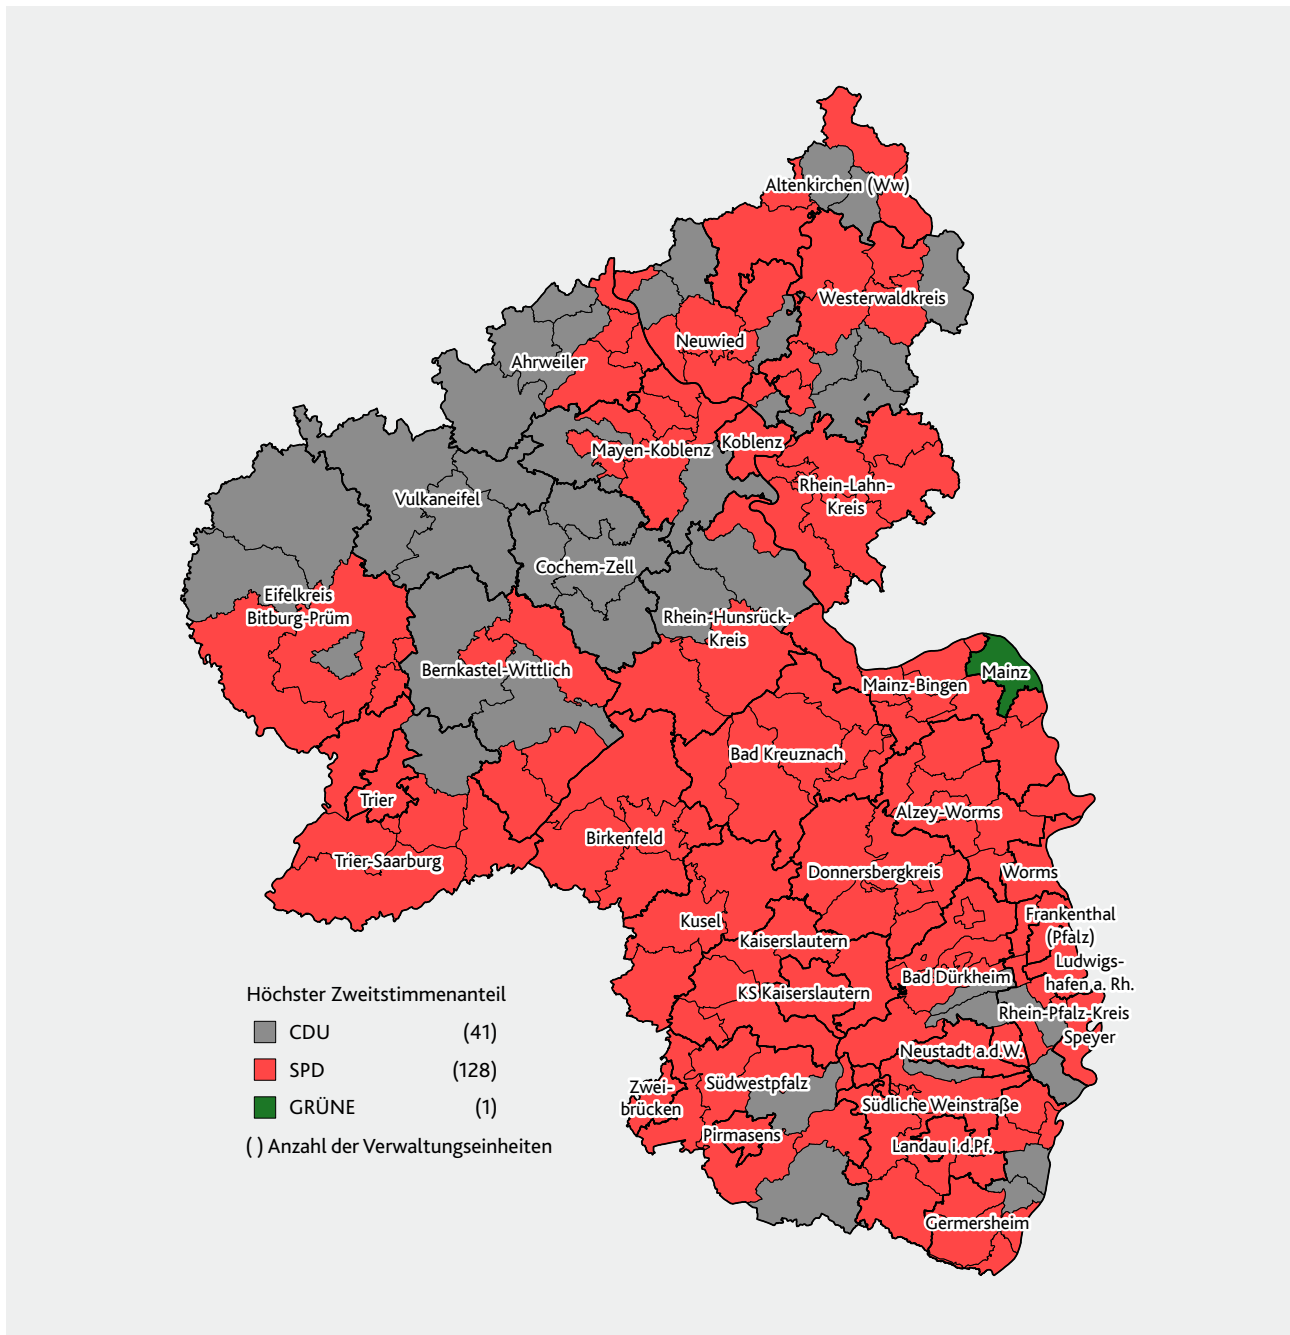 Altenkirchen (Ww)
Westerwaldkreis
Neuwied
Ahrweiler
Mayen-Koblenz
Koblenz
Rhein-Lahn-
Kreis
Vulkaneifel
Cochem-Zell
Eifelkreis
Bitburg-Prüm
Rhein-Hunsrück-
Kreis
Bernkastel-Wittlich
Mainz
Mainz-Bingen
Bad Kreuznach
Trier
Alzey-Worms
Birkenfeld
Trier-Saarburg
Donnersbergkreis
Worms
Kusel
Frankenthal
(Pfalz)
Kaiserslautern
Ludwigs-
hafen a. Rh.
Bad Dürkheim
KS Kaiserslautern
Rhein-Pfalz-Kreis
Speyer
Neustadt a.d.W.
Zwei-
brücken
Südwestpfalz
Südliche Weinstraße
Pirmasens
Landau i.d.Pf.
Germersheim
Höchster Zweitstimmenanteil
CDU (41)
SPD (128)
GRÜNE (1)
( ) Anzahl der Verwaltungseinheiten